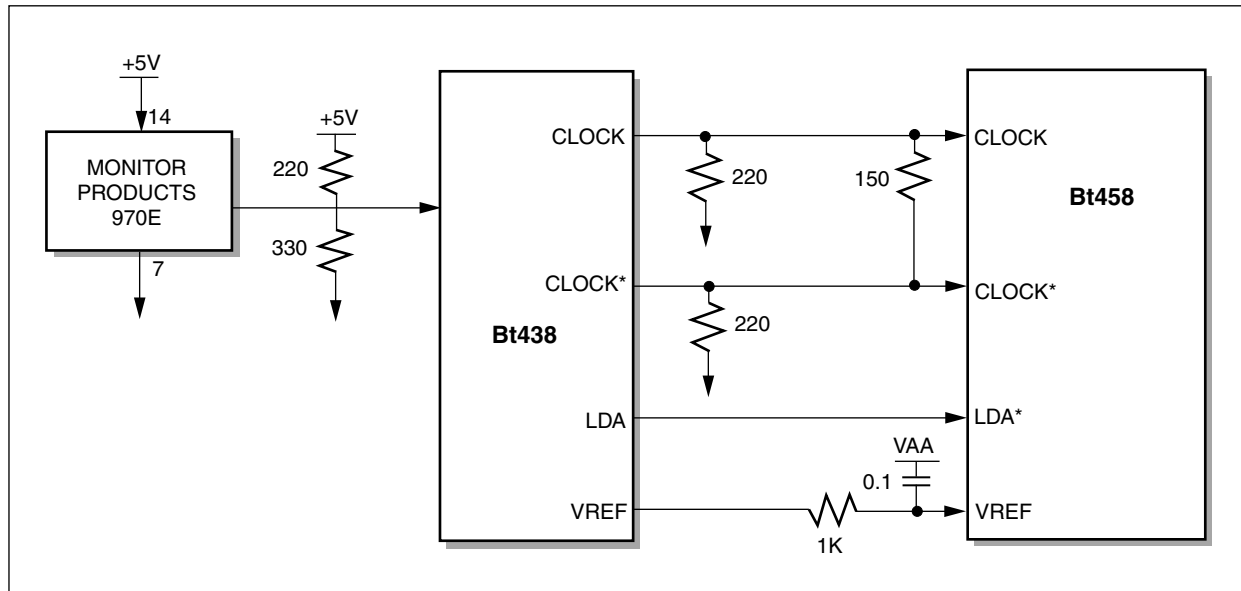 +5V
14
MONITOR
PRODUCTS
970E
7
+5V
220
330
CLOCK
CLOCK*
Bt438
LDA
VREF
220
150
220
VAA
0.1
1K
CLOCK
Bt458
CLOCK*
LDA*
VREF